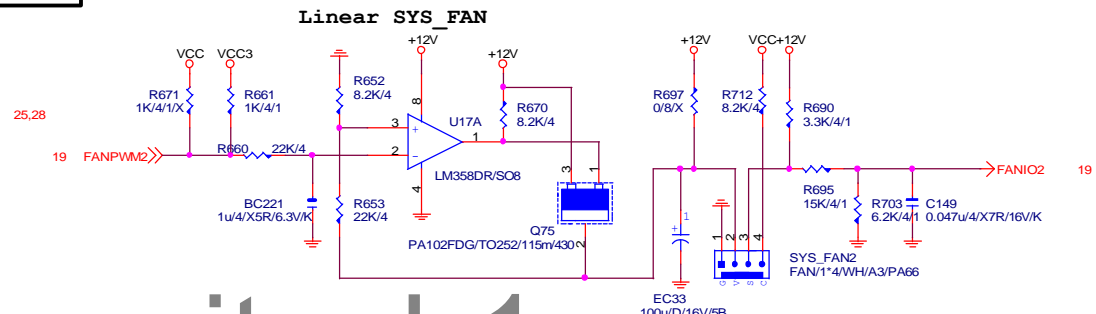 Linear SYS_FAN
VCC
VCC3
+12V
+12V
+12V
VCC
+12V
R671
1K/4/1/X
R661
1K/4/1
R652
8.2K/4
8
R670
8.2K/4
R697
0/8/X
R712
8.2K/4
R690
3.3K/4/1
25,28
U17A
3
+
1
2
-
19
FANPWM2
R660
22K/4
LM358DR/SO8
4
3
1
FANIO2
19
BC221
1u/4/X5R/6.3V/K
R653
22K/4
Q75
PA102FDG/TO252/115m/430
2
R695
15K/4/1
R703
6.2K/4/1
C149
0.047u/4/X7R/16V/K
1
+
1
2
3
4
G
V
S
C
SYS_FAN2
FAN/1*4/WH/A3/PA66
EC33
100u/D/16V/5B